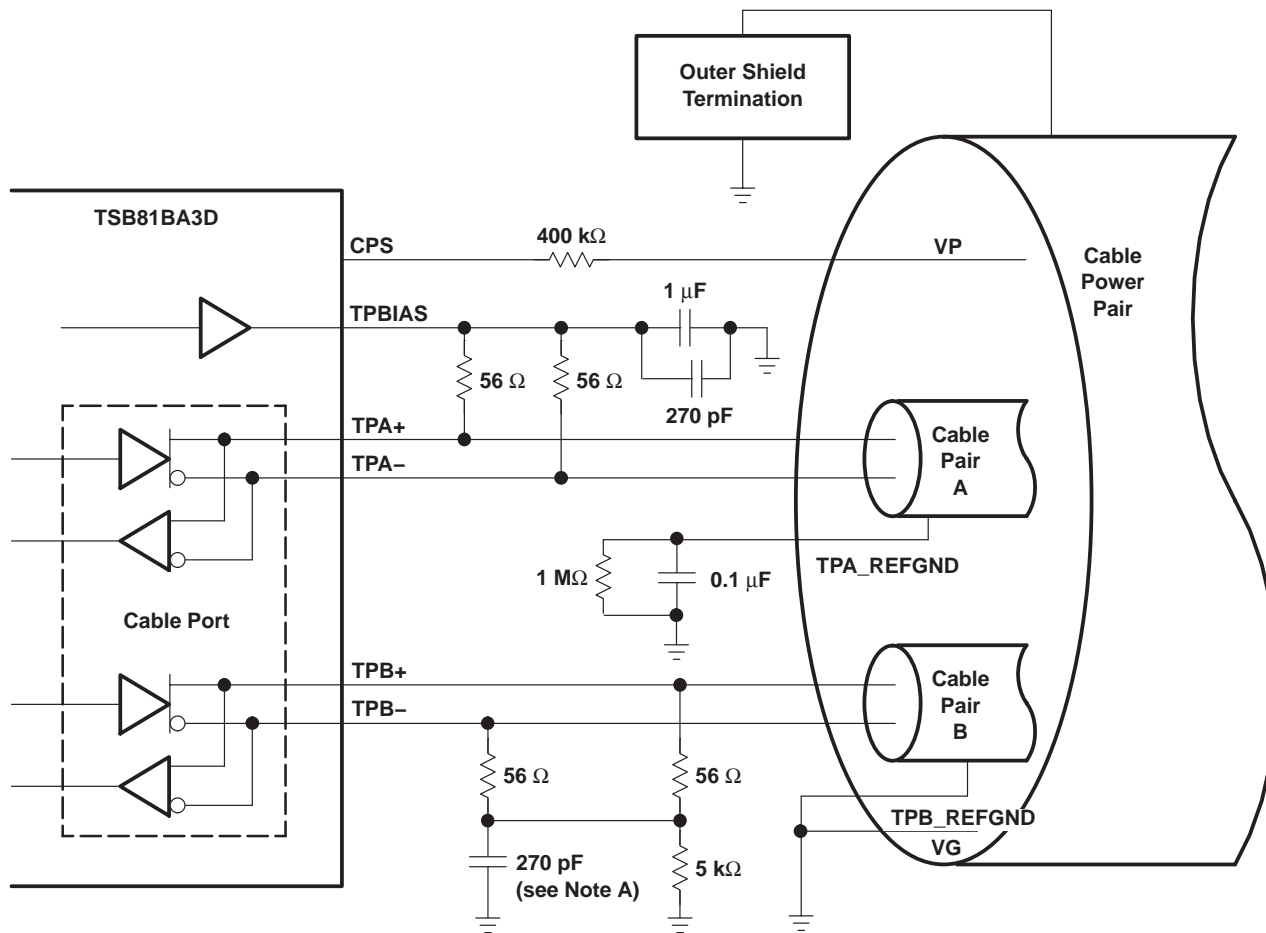 Outer Shield
Termination
TSB81BA3D
CPS
400 kΩ
VP
Cable
Power
Pair
TPBIAS
1 μF
56 Ω
56 Ω
270 pF
TPA+
TPA−
Cable
Pair
A
1 MΩ
0.1 μF
TPA_REFGND
Cable Port
TPB+
TPB−
Cable
Pair
B
56 Ω
56 Ω
TPB_REFGND
VG
270 pF
(see Note A)
5 kΩ